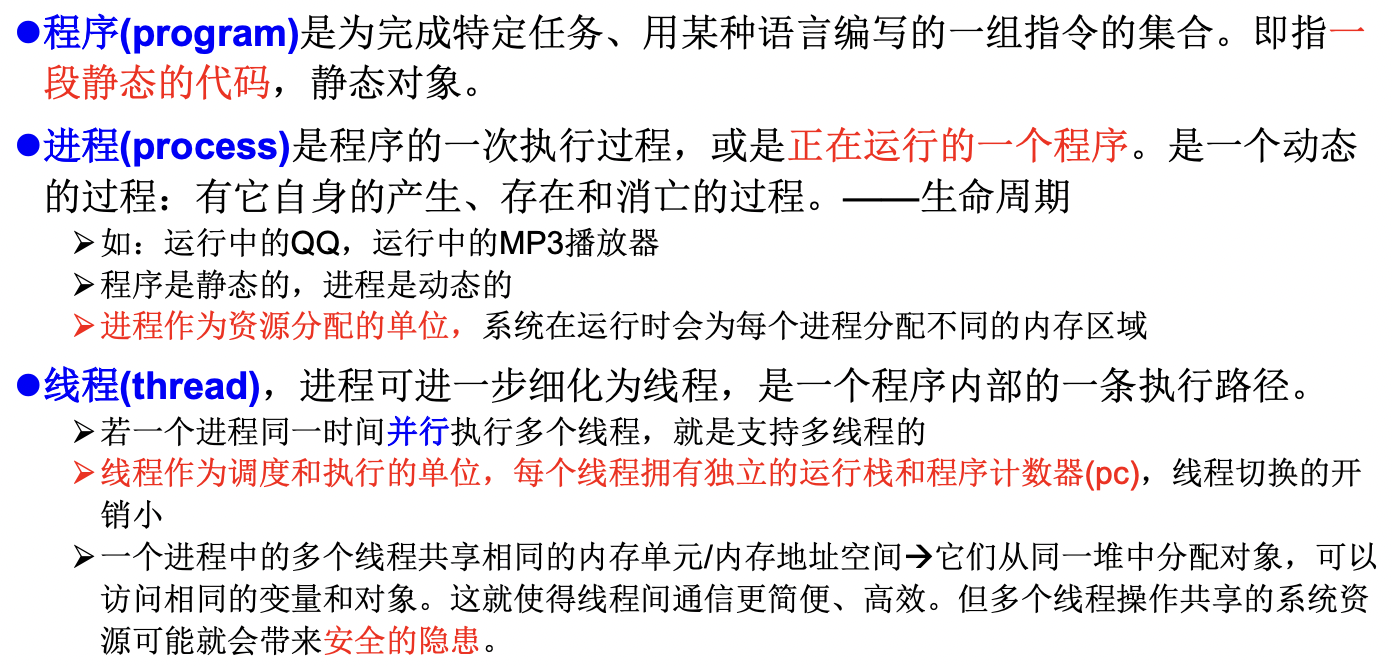 ●程序(program)是为完成特定任务、用某种语言编写的一组指令的集合。即指一
段静态的代码，静态对象。
●进程(process)是程序的一次执行过程，或是正在运行的一个程序。是一个动态
的过程：有它自身的产生、存在和消亡的过程。——生命周期
➢如：运行中的QQ，运行中的MP3播放器
➢程序是静态的，进程是动态的
➢进程作为资源分配的单位，系统在运行时会为每个进程分配不同的内存区域
●线程(thread)，进程可进一步细化为线程，是一个程序内部的一条执行路径。
➢若一个进程同一时间并行执行多个线程，就是支持多线程的
➢线程作为调度和执行的单位，每个线程拥有独立的运行栈和程序计数器(pc)，线程切换的开
销小
➢一个进程中的多个线程共享相同的内存单元/内存地址空间→它们从同一堆中分配对象，可以
访问相同的变量和对象。这就使得线程间通信更简便、高效。但多个线程操作共享的系统资
源可能就会带来安全的隐患。